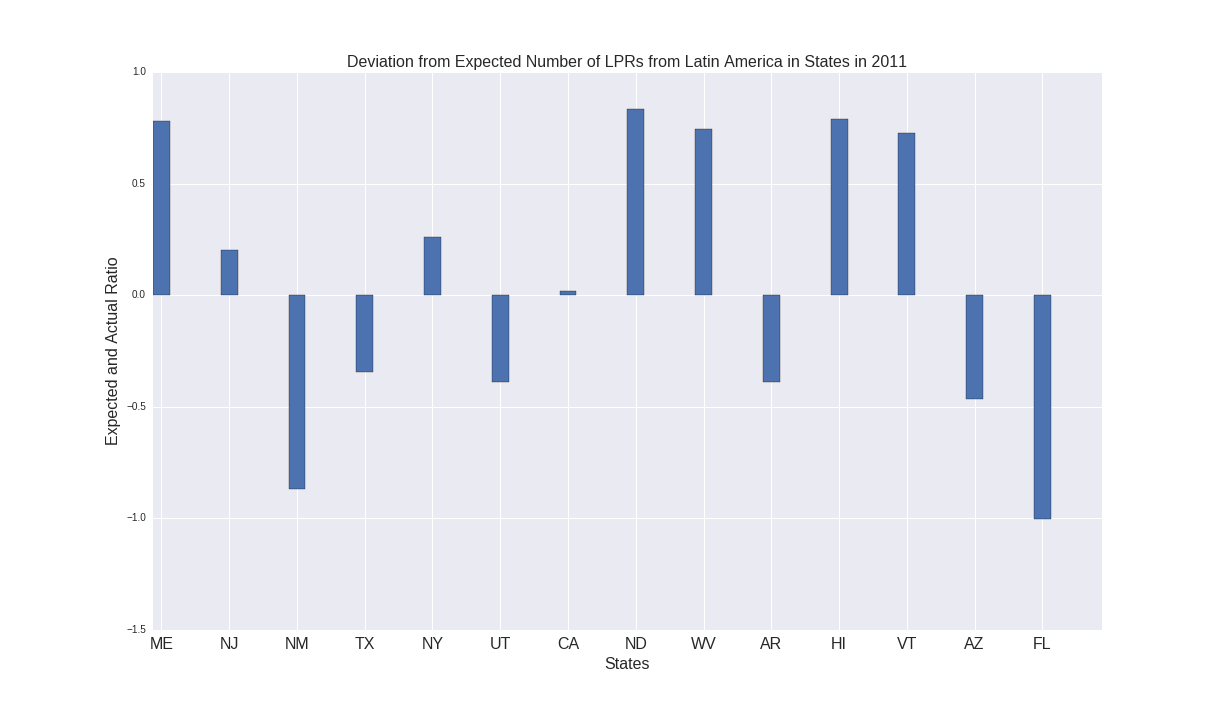 Deviation from Expected Number of LPRs from Latin America in States in 2011
Expected and Actual Ratio
1.0
0.5
0.0
−0.5
−1.0
−1.5
ME NJ NM TX NY UT CA ND WV AR HI VT AZ FL
States